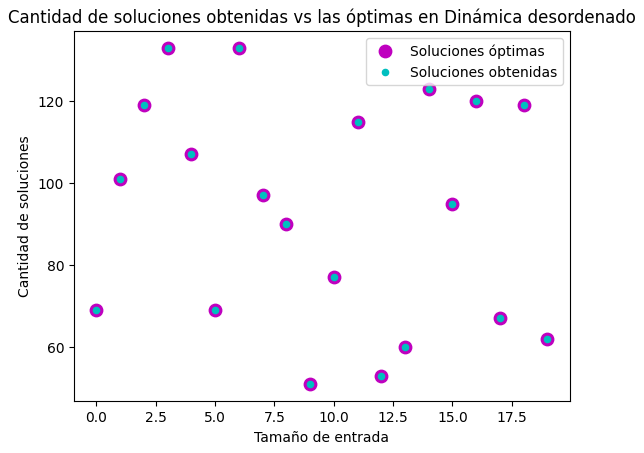 Cantidad de soluciones obtenidas vs las óptimas en Dinámica desordenado
Soluciones óptimas
Soluciones obtenidas
120
100
80
60
Cantidad de soluciones
0.0 2.5 5.0 7.5 10.0 12.5 15.0 17.5
Tamaño de entrada